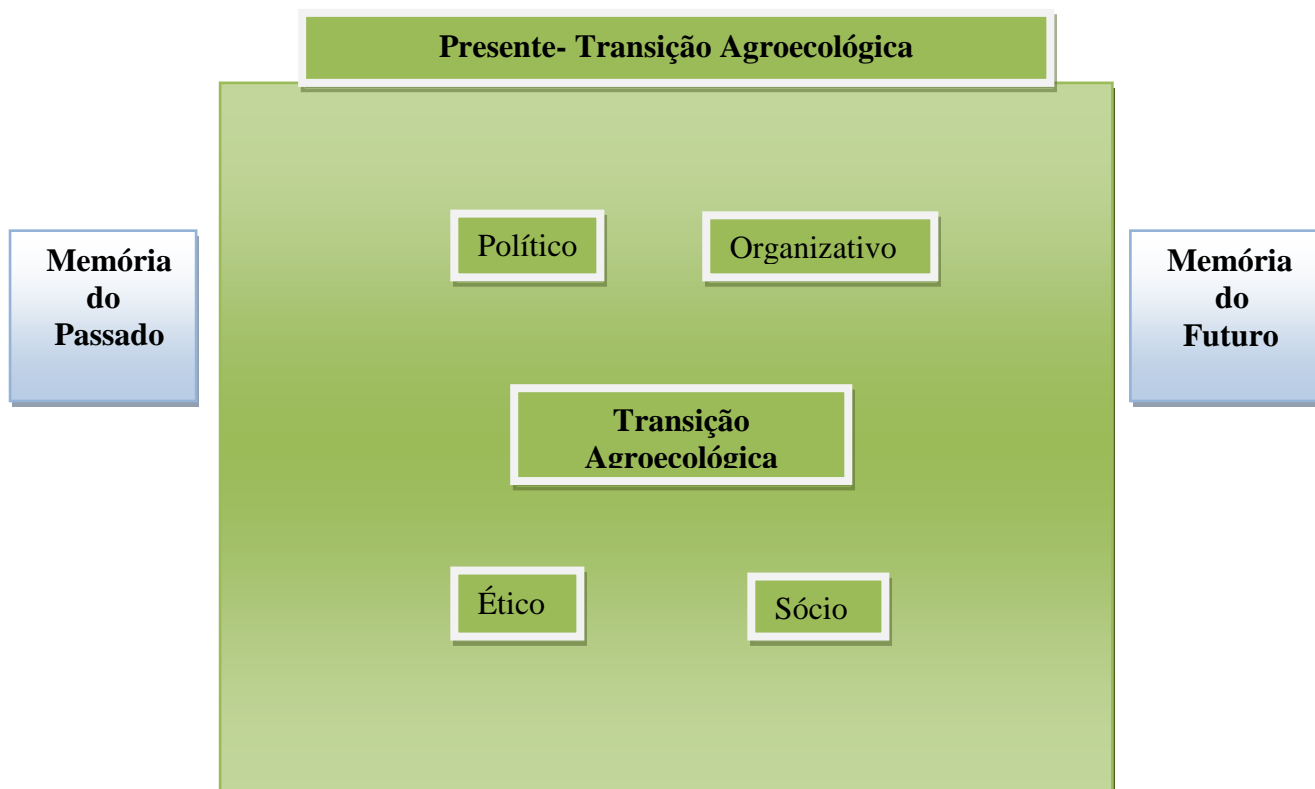 Presente- Transição Agroecológica
Político
Organizativo
Memória
do
Passado
Memória
do
Futuro
Transição
Agroecológica
Ético
Sócio